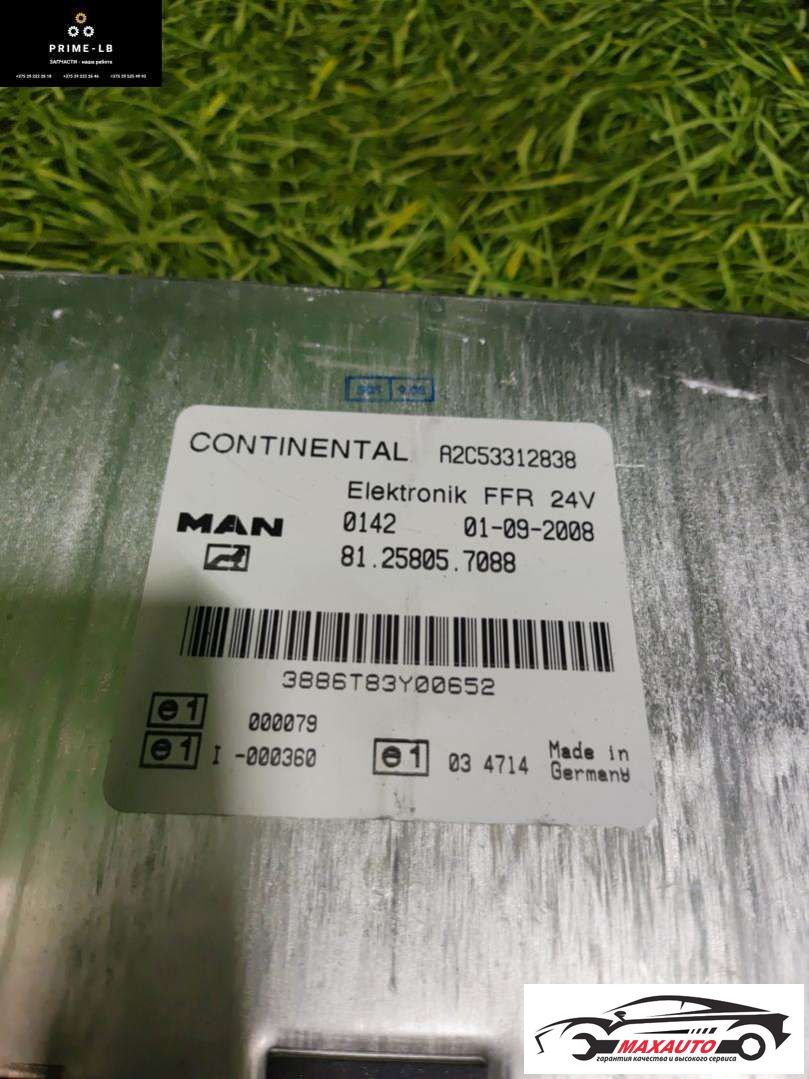 PRIME-LB
ЗАПЧАСТИ - наша работа
CONTINENTAL A2C53312838
Elektronik FFR 24V
MAN 0142 01-09-2008
81.25805.7088
3886T83Y00652
e1 000079
e1 I -000360 e1 03 4714 Made in
Germany
MAXAUTO
гарантия качества и высокого сервиса